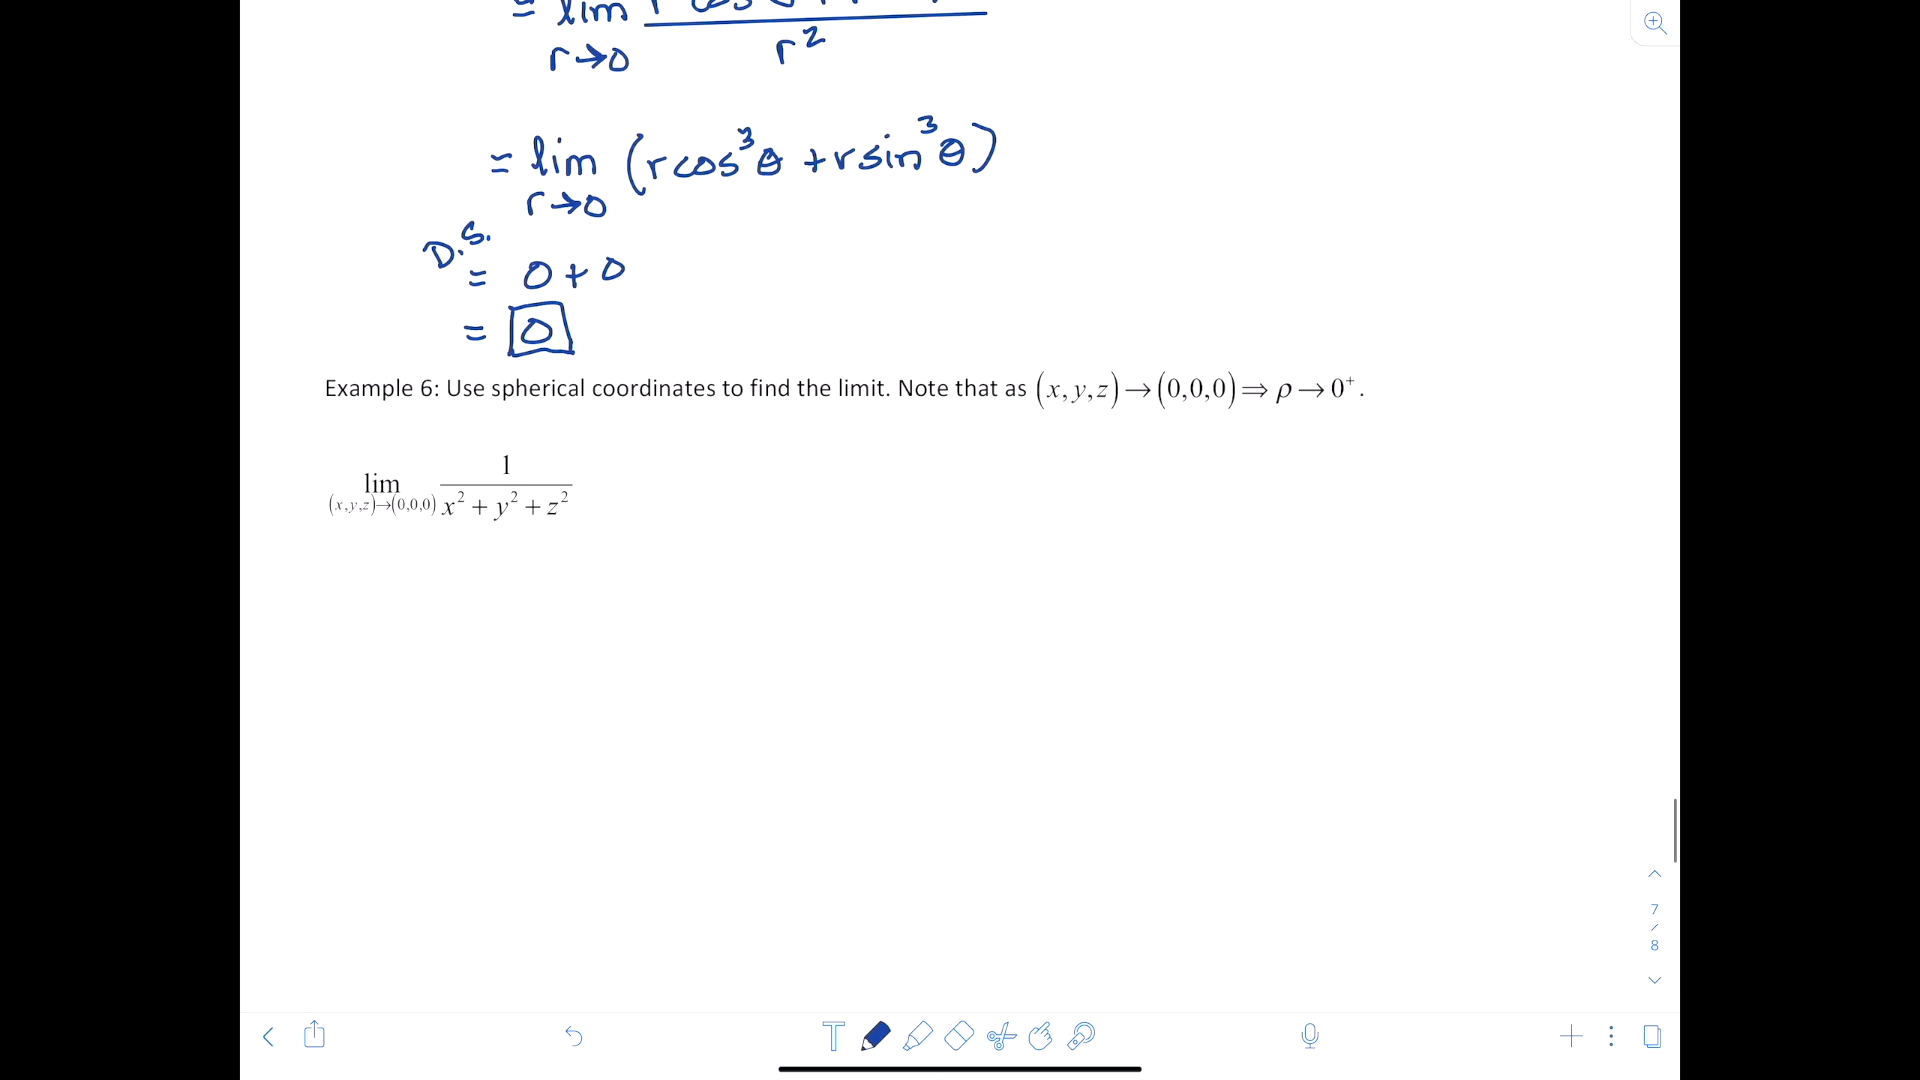 = lim
r→0 r²
= lim (r cos³θ + r sin³θ)
r→0
D.S.
= 0 + 0
= 0
Example 6: Use spherical coordinates to find the limit. Note that as (x, y, z) → (0,0,0) ⇒ ρ → 0⁺.
lim 1
(x,y,z)→(0,0,0) x² + y² + z²
7
/
8
T